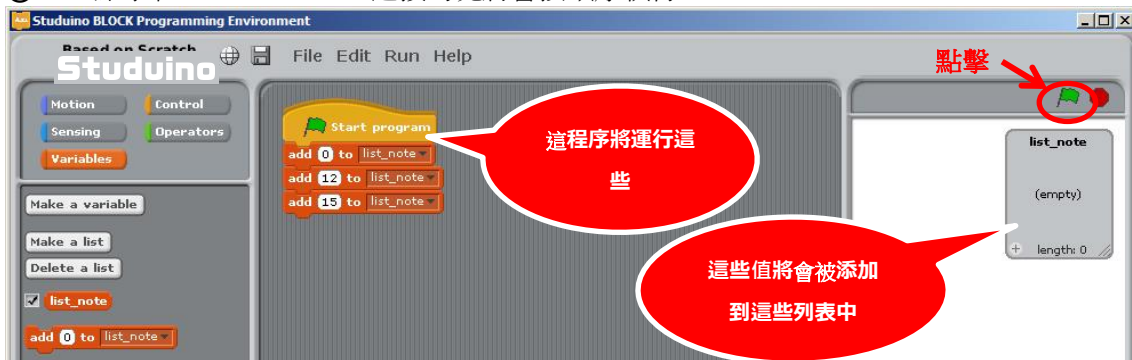 Studuino BLOCK Programming Environment
Based on Scratch
Studuino
File Edit Run Help
點擊
Motion
Control
Sensing
Operators
Variables
Make a variable
Make a list
Delete a list
list_note
add 0 to list_note
Start program
add 0 to list_note
add 12 to list_note
add 15 to list_note
這程序將運行這
些
list_note
(empty)
+ length: 0
這些值將會被添加
到這些列表中